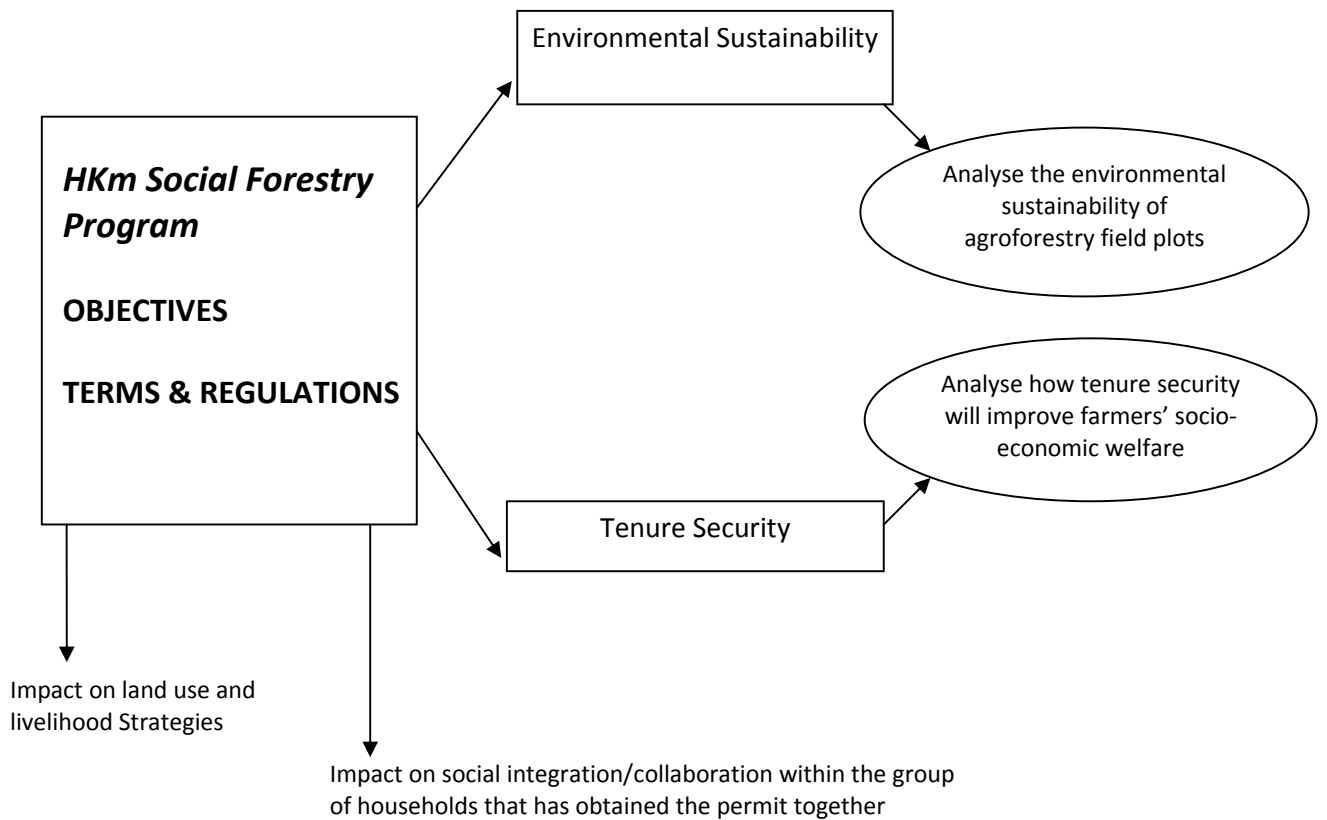 Environmental Sustainability
HKm Social Forestry
Program
OBJECTIVES
TERMS & REGULATIONS
Analyse the environmental
sustainability of
agroforestry field plots
Analyse how tenure security
will improve farmers’ socio-
economic welfare
Tenure Security
Impact on land use and
livelihood Strategies
Impact on social integration/collaboration within the group
of households that has obtained the permit together